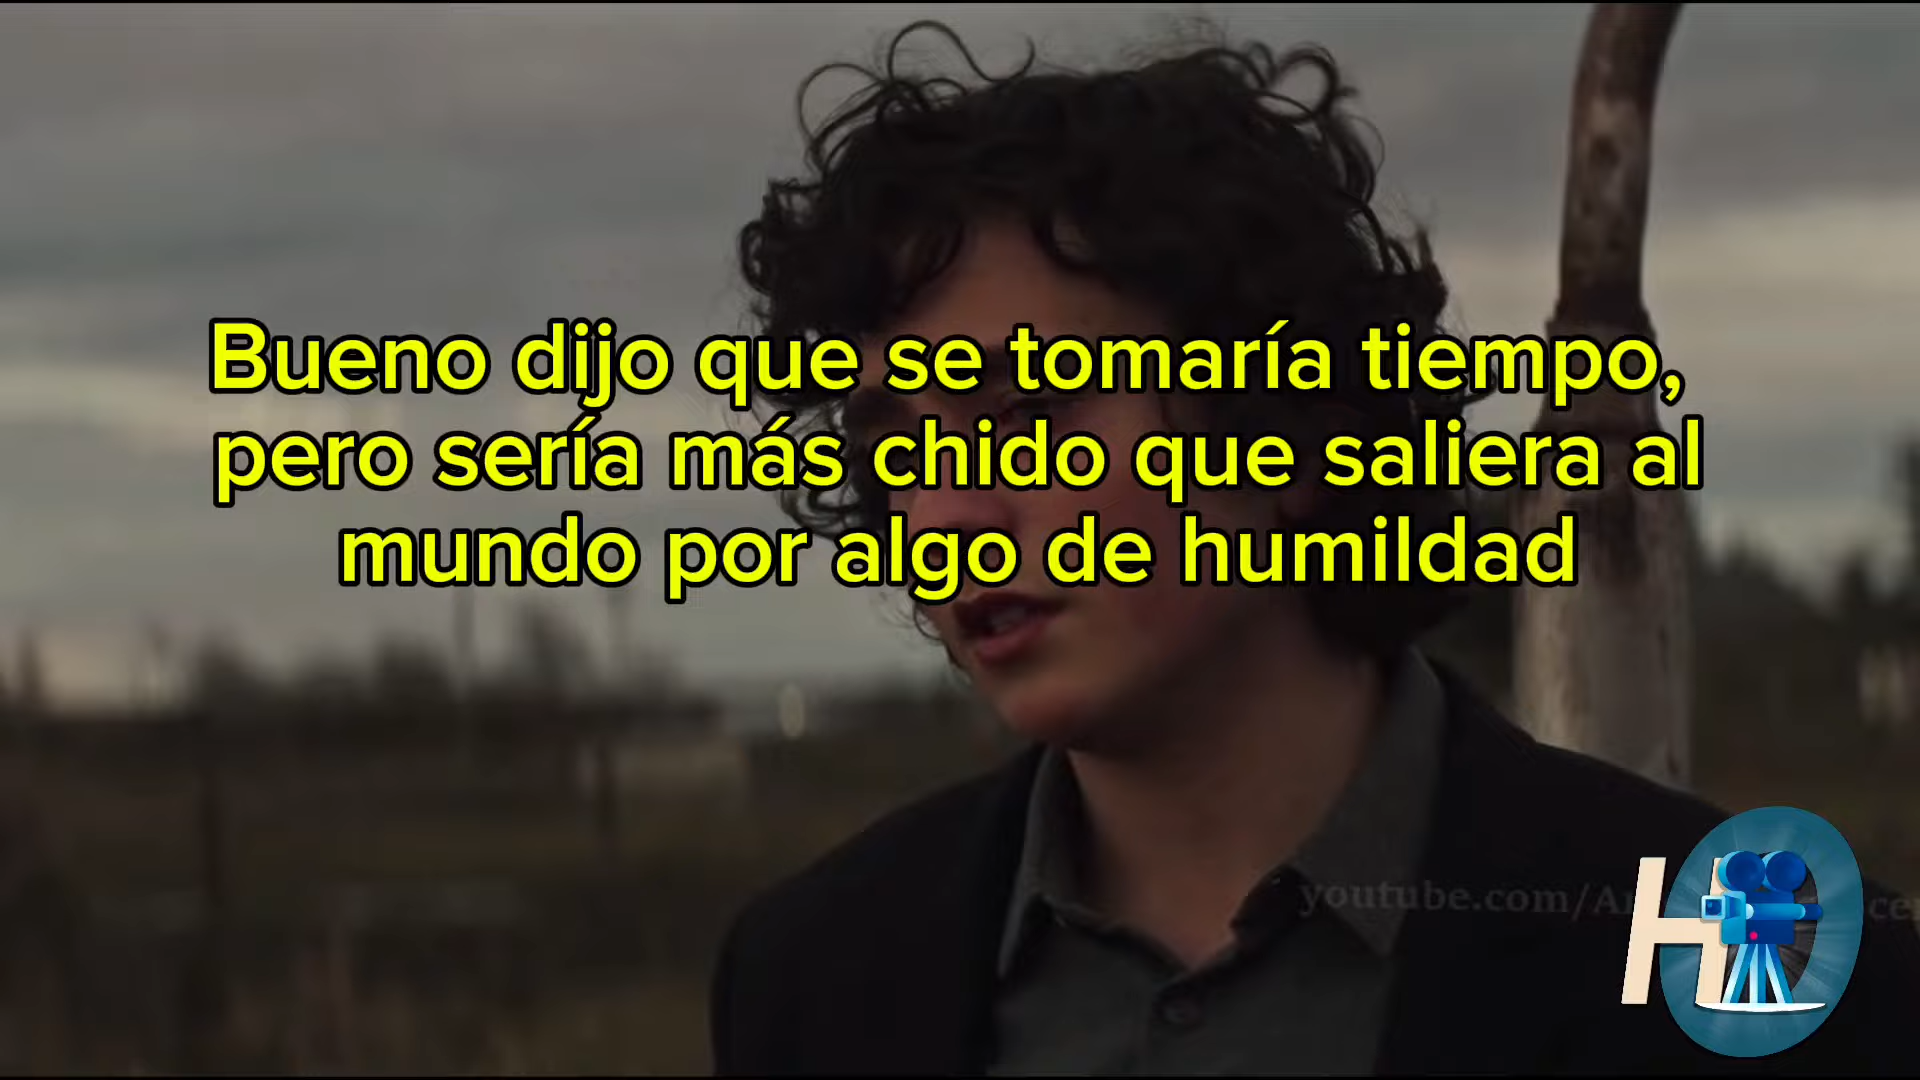 Bueno dijo que se tomaría tiempo,
pero sería más chido que saliera al
mundo por algo de humildad
youtube.com/
H